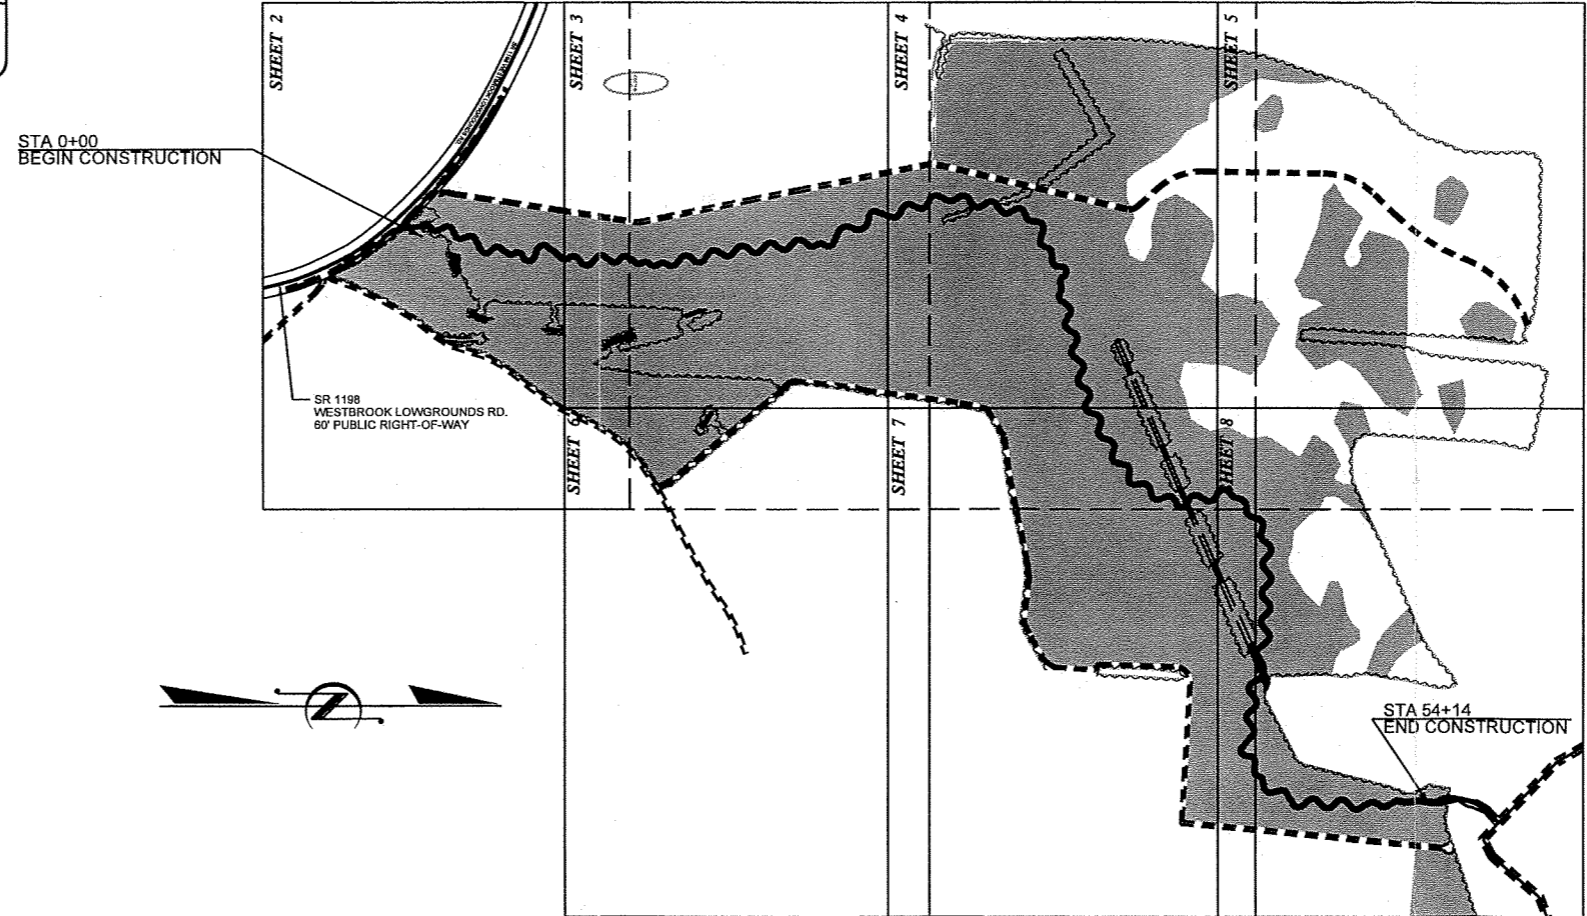 SHEET 2
SHEET 3
SHEET 4
SHEET 5
STA 0+00
BEGIN CONSTRUCTION
SR 1198
WESTBROOK LOWGROUNDS RD.
60' PUBLIC RIGHT-OF-WAY
SHEET 6
SHEET 7
SHEET 8
STA 54+14
END CONSTRUCTION